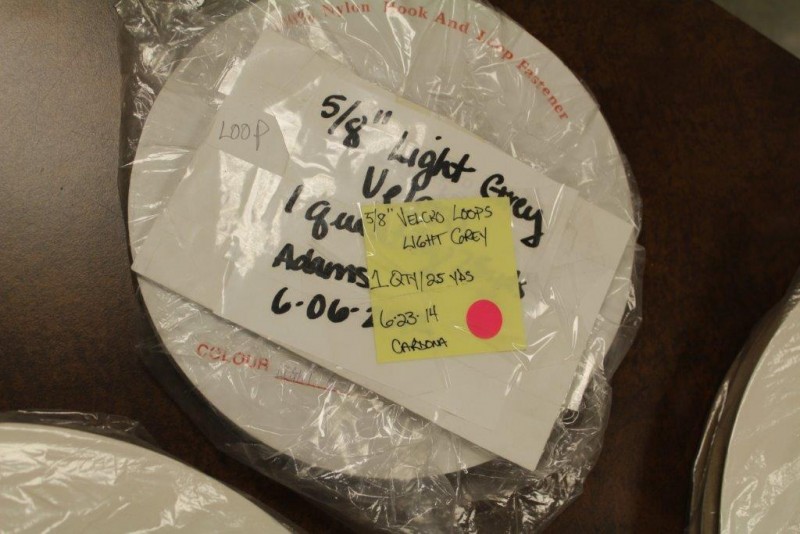 Nylon Hook And Loop Fastener
LOOP
5/8" Light Grey
1
Adams
6-06-
5/8" VELCRO LOOPS
LIGHT GREY
1 QTY/25 YDS
6-23-14
CARDONA
COLOUR